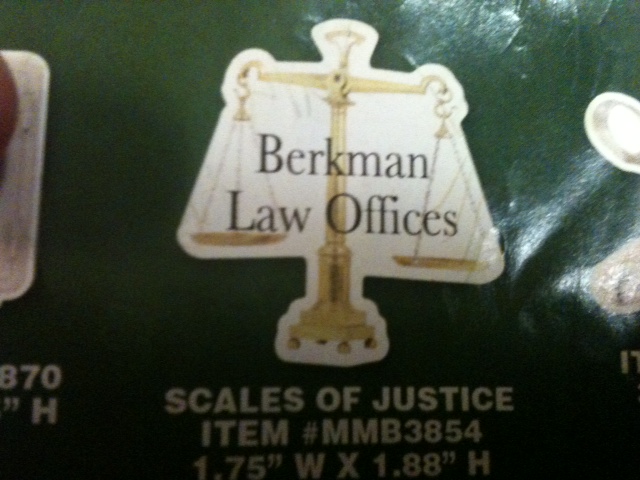 Berkman
Law Offices
870
" H
SCALES OF JUSTICE
ITEM #MMB3854
1.75" W X 1.88" H
IT